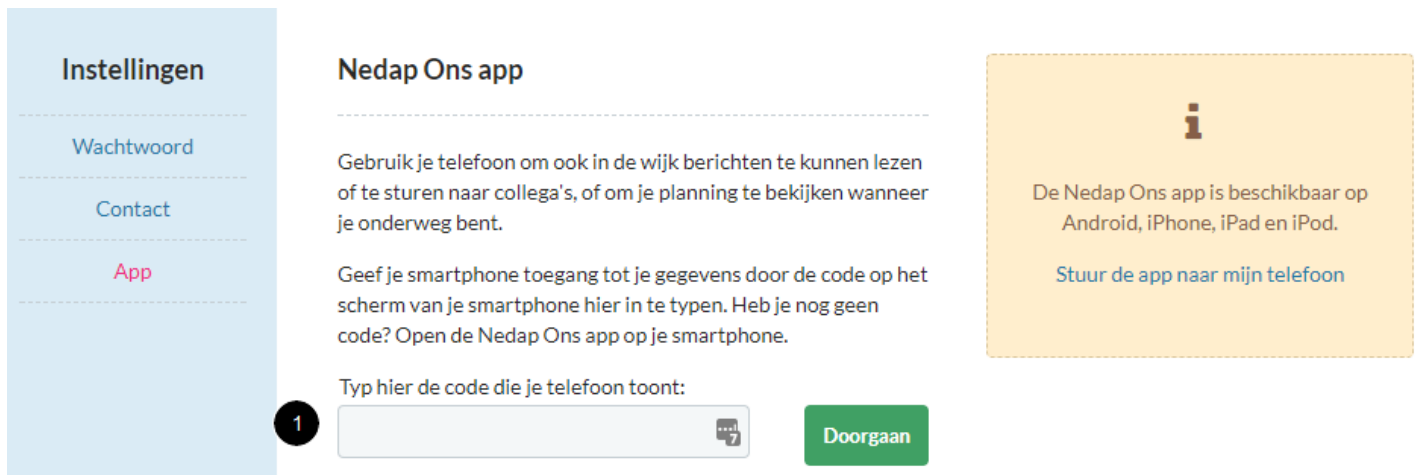 Instellingen
Wachtwoord
Contact
App
Nedap Ons app
Gebruik je telefoon om ook in de wijk berichten te kunnen lezen
of te sturen naar collega's, of om je planning te bekijken wanneer
je onderweg bent.
Geef je smartphone toegang tot je gegevens door de code op het
scherm van je smartphone hier in te typen. Heb je nog geen
code? Open de Nedap Ons app op je smartphone.
Typ hier de code die je telefoon toont:
1
7
Doorgaan
i
De Nedap Ons app is beschikbaar op
Android, iPhone, iPad en iPod.
Stuur de app naar mijn telefoon